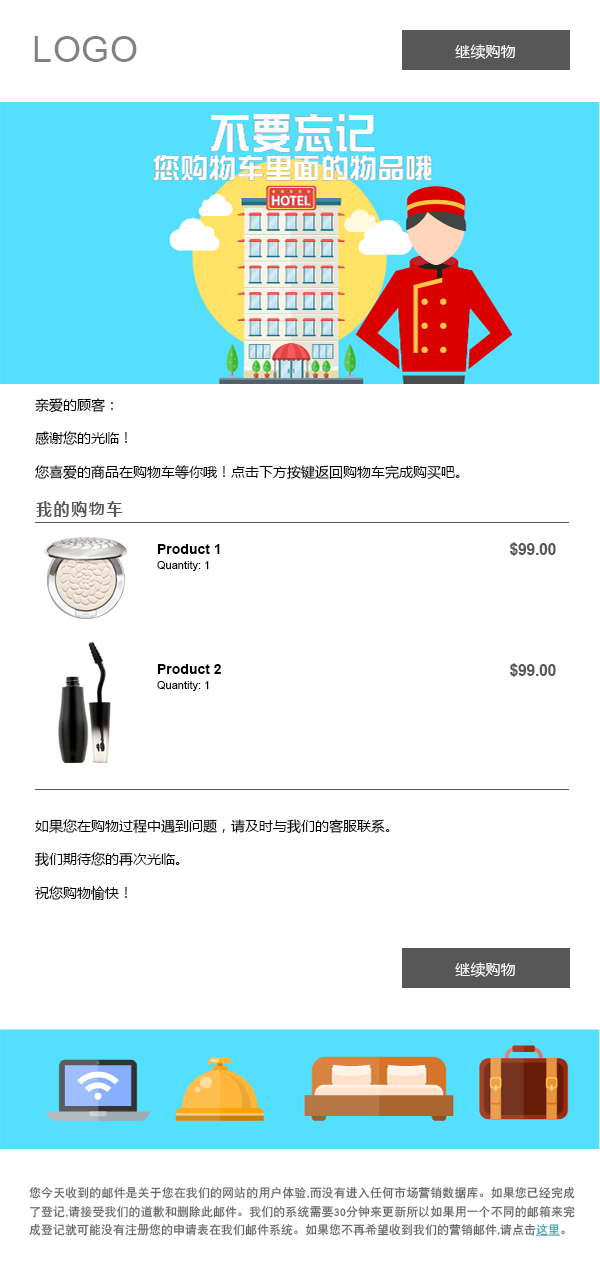 LOGO
继续购物
不要忘记
您购物车里面的物品哦
HOTEL
亲爱的顾客：
感谢您的光临！
您喜爱的商品在购物车等你哦！点击下方按键返回购物车完成购买吧。
我的购物车
Product 1
$99.00
Quantity: 1
Product 2
$99.00
Quantity: 1
如果您在购物过程中遇到问题，请及时与我们的客服联系。
我们期待您的再次光临。
祝您购物愉快！
继续购物
您今天收到的邮件是关于您在我们的网站的用户体验,而没有进入任何市场营销数据库。如果您已经完成
了登记,请接受我们的道歉和删除此邮件。我们的系统需要30分钟来更新所以如果用一个不同的邮箱来完
成登记就可能没有注册您的申请表在我们邮件系统。如果您不再希望收到我们的营销邮件,请点击这里。